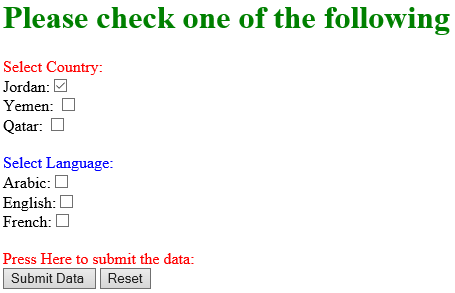 Please check one of the following
Select Country:
Jordan:
Yemen:
Qatar:
Select Language:
Arabic:
English:
French:
Press Here to submit the data:
Submit Data Reset